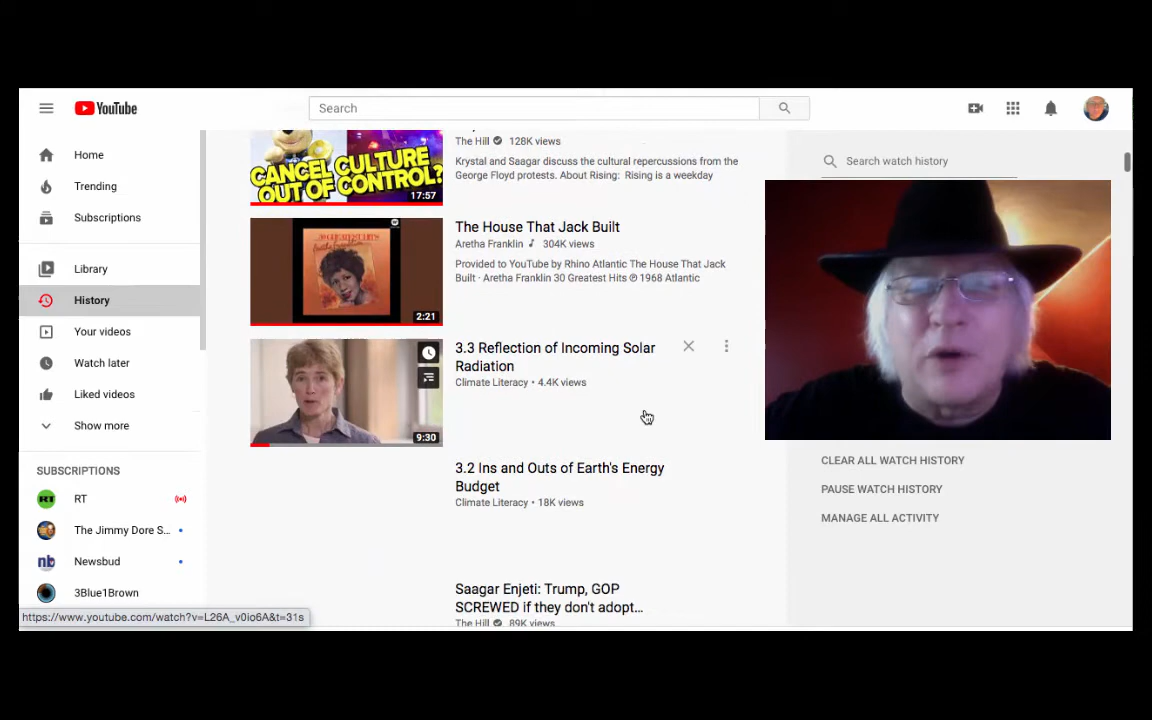 YouTube
Search
Home
Trending
Subscriptions
Library
History
Your videos
Watch later
Liked videos
Show more
SUBSCRIPTIONS
RT
The Jimmy Dore S...
Newsbud
3Blue1Brown
https://www.youtube.com/watch?v=L26A_v0io6A&t=31s
CANCEL CULTURE
OUT OF CONTROL?
17:57
The Hill 128K views
Krystal and Saagar discuss the cultural repercussions from the
George Floyd protests. About Rising: Rising is a weekday
30 GREATEST HITS
Aretha Franklin
2:21
The House That Jack Built
Aretha Franklin 304K views
Provided to YouTube by Rhino Atlantic The House That Jack
Built · Aretha Franklin 30 Greatest Hits ℗ 1968 Atlantic
9:30
3.3 Reflection of Incoming Solar
Radiation
Climate Literacy • 4.4K views
3.2 Ins and Outs of Earth's Energy
Budget
Climate Literacy • 18K views
Saagar Enjeti: Trump, GOP
SCREWED if they don't adopt...
The Hill 89K views
Search watch history
CLEAR ALL WATCH HISTORY
PAUSE WATCH HISTORY
MANAGE ALL ACTIVITY